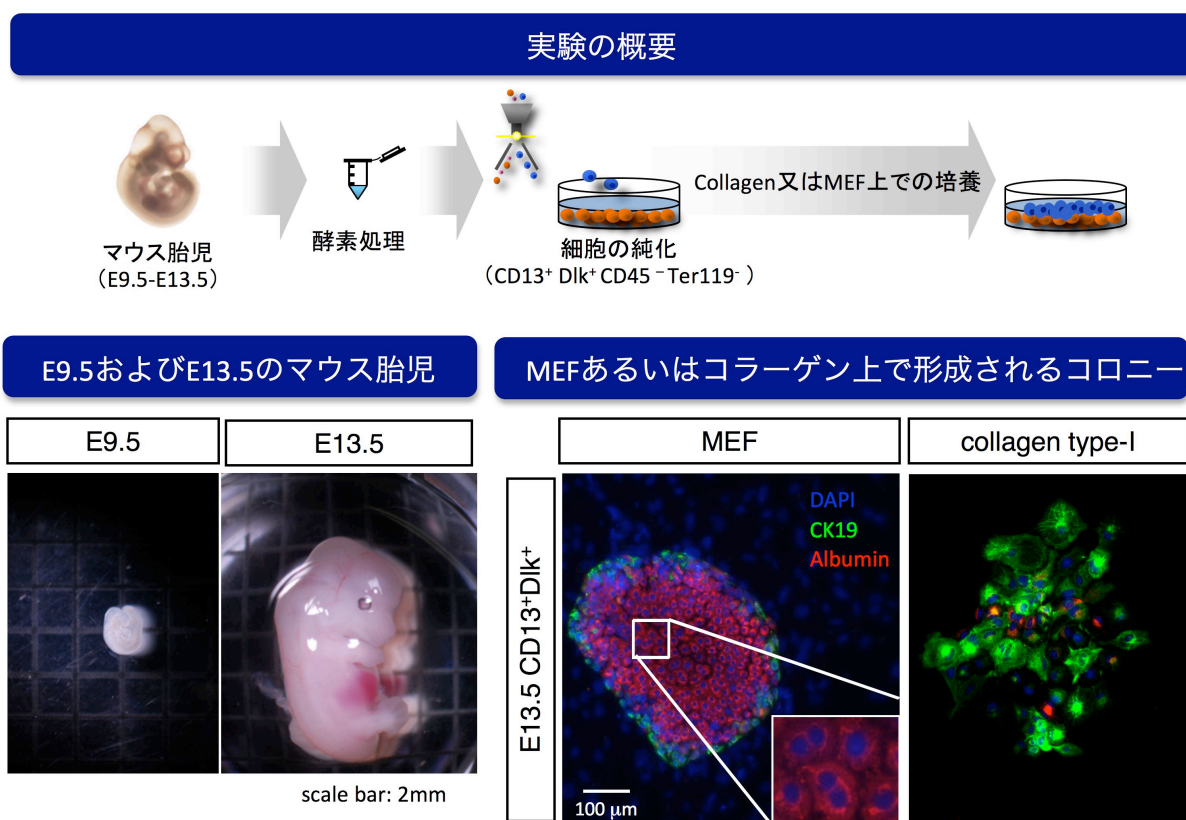 実験の概要
マウス胎児
（E9.5-E13.5）
酵素処理
細胞の純化
（CD13⁺ Dlk⁺ CD45 ⁻ Ter119⁻ ）
Collagen又はMEF上での培養
E9.5およびE13.5のマウス胎児
E9.5
E13.5
scale bar: 2mm
MEFあるいはコラーゲン上で形成されるコロニー
MEF
collagen type-I
E13.5 CD13⁺Dlk⁺
DAPI
CK19
Albumin
100 μm